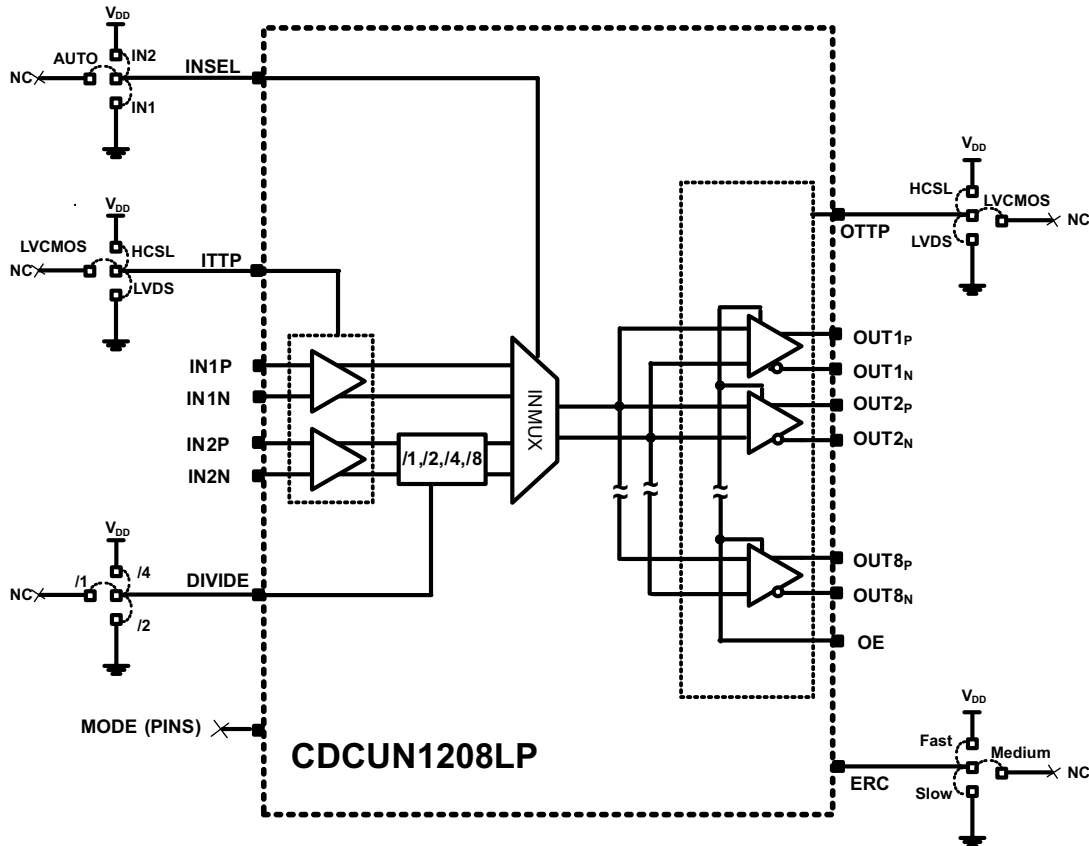 VDD
AUTO
IN2
NC
INSEL
IN1
VDD
LVCMOS
HCSL
NC
ITTP
LVDS
IN1P
IN1N
IN2P
IN2N
/1,/2,/4,/8
INMUX
VDD
/1
/4
NC
DIVIDE
/2
MODE (PINS)
CDCUN1208LP
VDD
HCSL
LVCMOS
OTTP
NC
LVDS
OUT1P
OUT1N
OUT2P
OUT2N
OUT8P
OUT8N
OE
VDD
Fast
Medium
ERC
NC
Slow